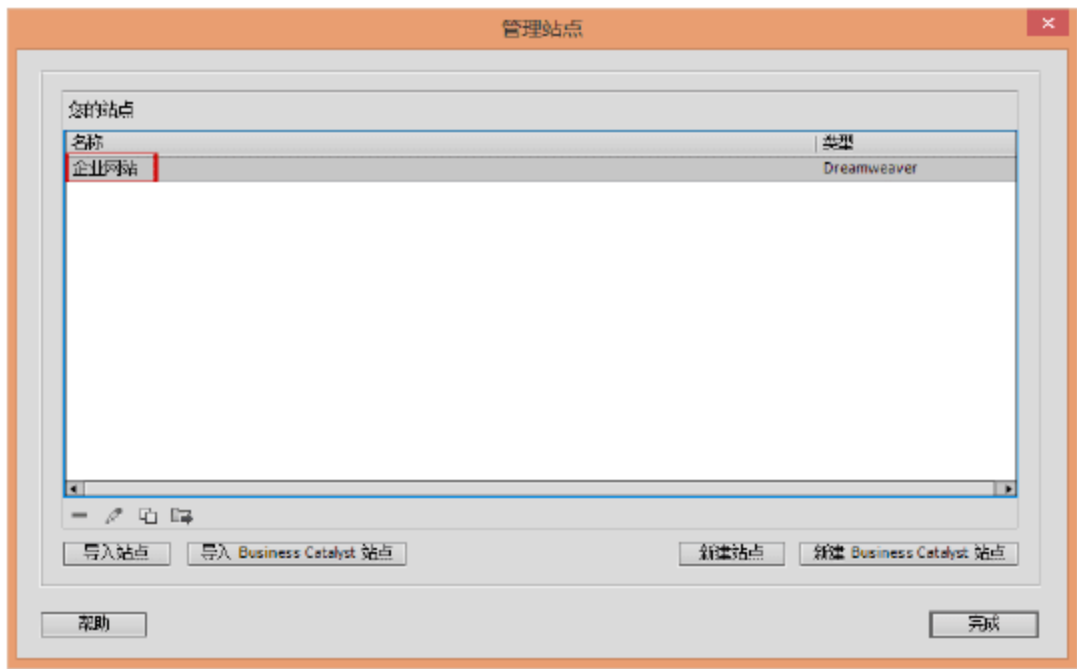 管理站点
您的站点
名称 类型
企业网站 Dreamweaver
导入站点 导入 Business Catalyst 站点 新建站点 新建 Business Catalyst 站点
帮助 完成